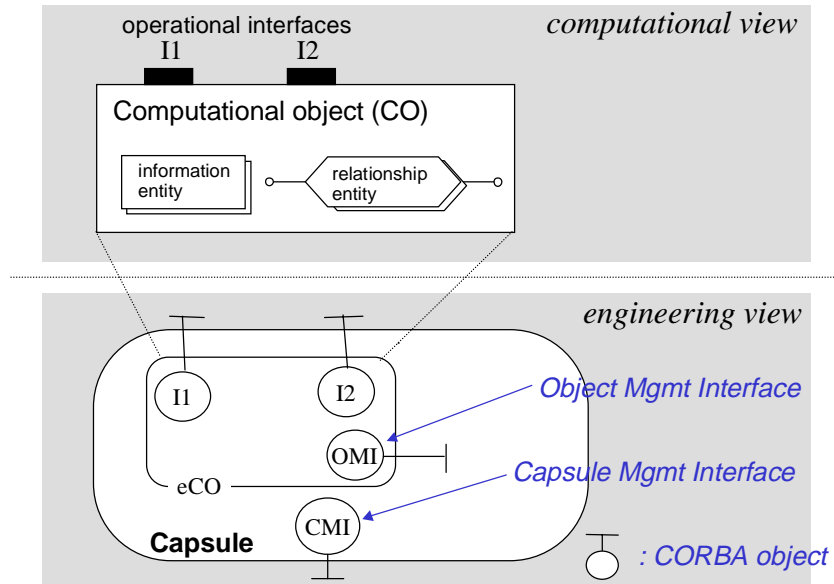 operational interfaces
computational view
I1
I2
Computational object (CO)
information
entity
relationship
entity
engineering view
I1
I2
Object Mgmt Interface
OMI
Capsule Mgmt Interface
eCO
CMI
Capsule
: CORBA object